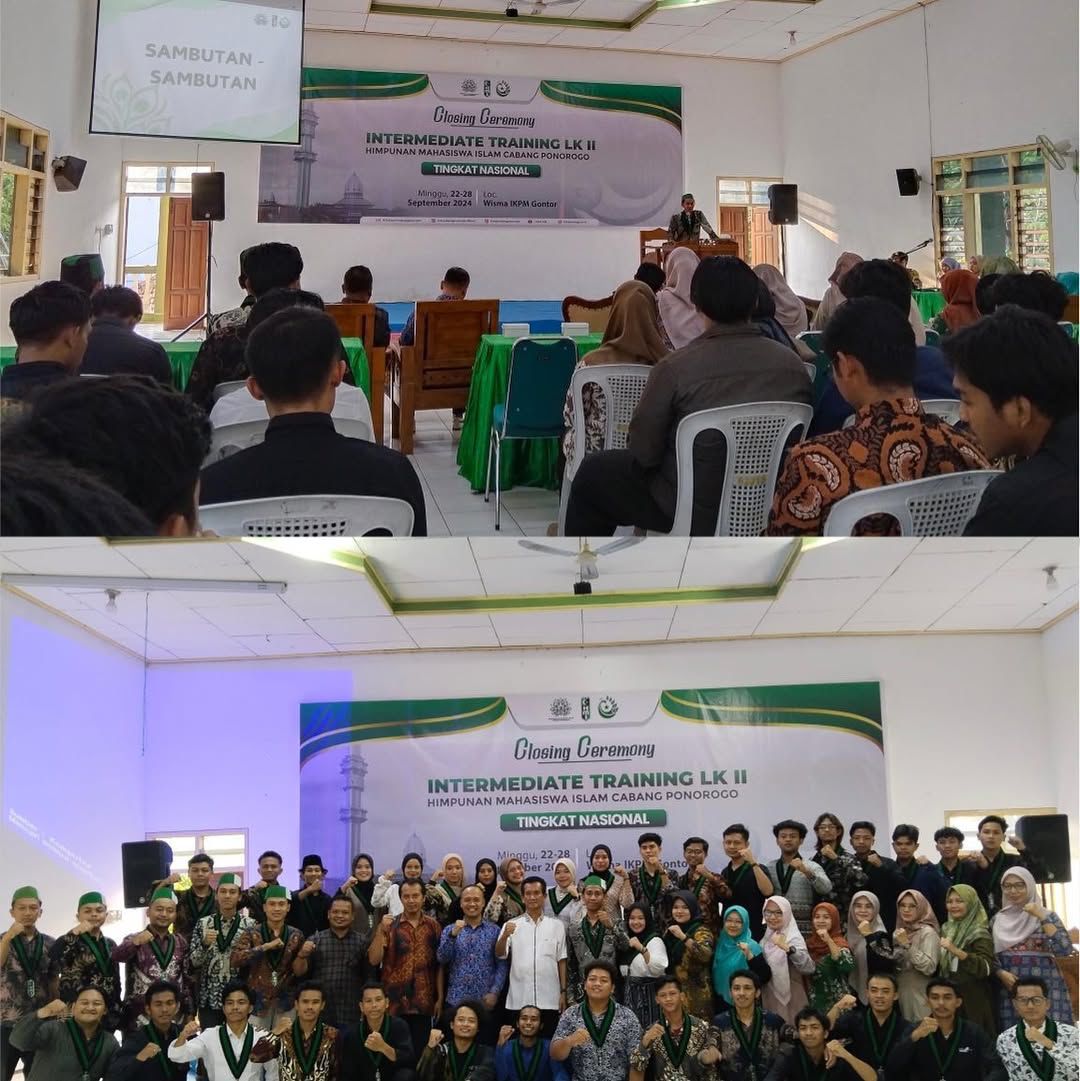 SAMBUTAN -
SAMBUTAN
Closing Ceremony
INTERMEDIATE TRAINING LK II
HIMPUNAN MAHASISWA ISLAM CABANG PONOROGO
TINGKAT NASIONAL
Minggu, 22-28
September 2024
Loc.
Wisma IKPM Gontor
Closing Ceremony
INTERMEDIATE TRAINING LK II
HIMPUNAN MAHASISWA ISLAM CABANG PONOROGO
TINGKAT NASIONAL
Minggu, 22-28
IKPM Gontor